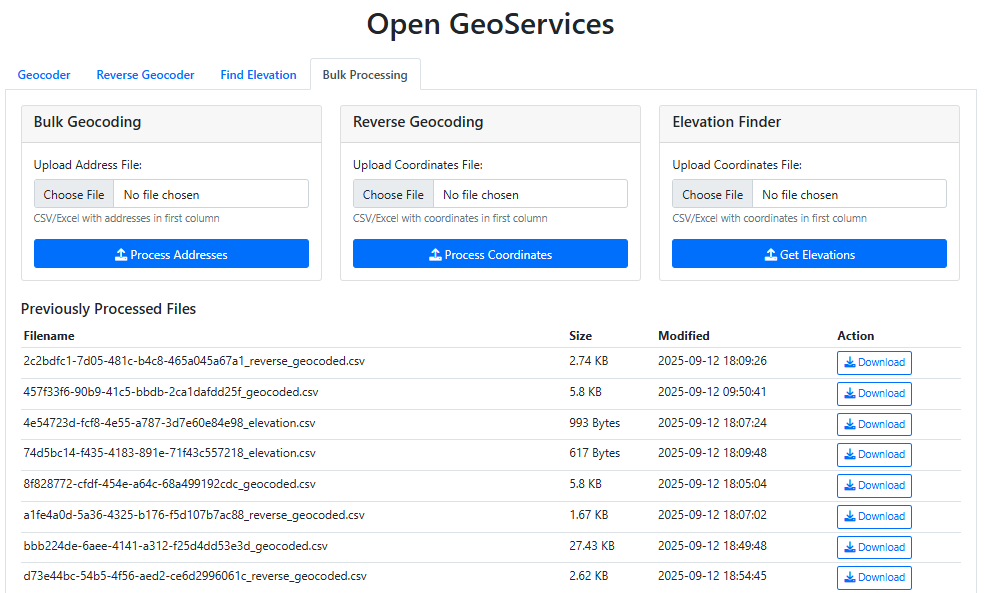 Open GeoServices
Geocoder Reverse Geocoder Find Elevation Bulk Processing
Bulk Geocoding
Upload Address File:
Choose File No file chosen
CSV/Excel with addresses in first column
Process Addresses
Reverse Geocoding
Upload Coordinates File:
Choose File No file chosen
CSV/Excel with coordinates in first column
Process Coordinates
Elevation Finder
Upload Coordinates File:
Choose File No file chosen
CSV/Excel with coordinates in first column
Get Elevations
Previously Processed Files
Filename Size Modified Action
2c2bdfc1-7d05-481c-b4c8-465a045a67a1_reverse_geocoded.csv 2.74 KB 2025-09-12 18:09:26 Download
457f33f6-90b9-41c5-bbdb-2ca1dafdd25f_geocoded.csv 5.8 KB 2025-09-12 09:50:41 Download
4e54723d-fcf8-4e55-a787-3d7e60e84e98_elevation.csv 993 Bytes 2025-09-12 18:07:24 Download
74d5bc14-f435-4183-891e-71f43c557218_elevation.csv 617 Bytes 2025-09-12 18:09:48 Download
8f828772-cfdf-454e-a64c-68a499192cdc_geocoded.csv 5.8 KB 2025-09-12 18:05:04 Download
a1fe4a0d-5a36-4325-b176-f5d107b7ac88_reverse_geocoded.csv 1.67 KB 2025-09-12 18:07:02 Download
bbb224de-6aee-4141-a312-f25d4dd53e3d_geocoded.csv 27.43 KB 2025-09-12 18:49:48 Download
d73e44bc-54b5-4f56-aed2-ce6d2996061c_reverse_geocoded.csv 2.62 KB 2025-09-12 18:54:45 Download